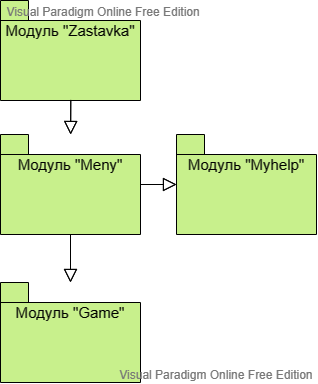 Visual Paradigm Online Free Edition
Модуль "Zastavka"
Модуль "Meny"
Модуль "Myhelp"
Модуль "Game"
Visual Paradigm Online Free Edition